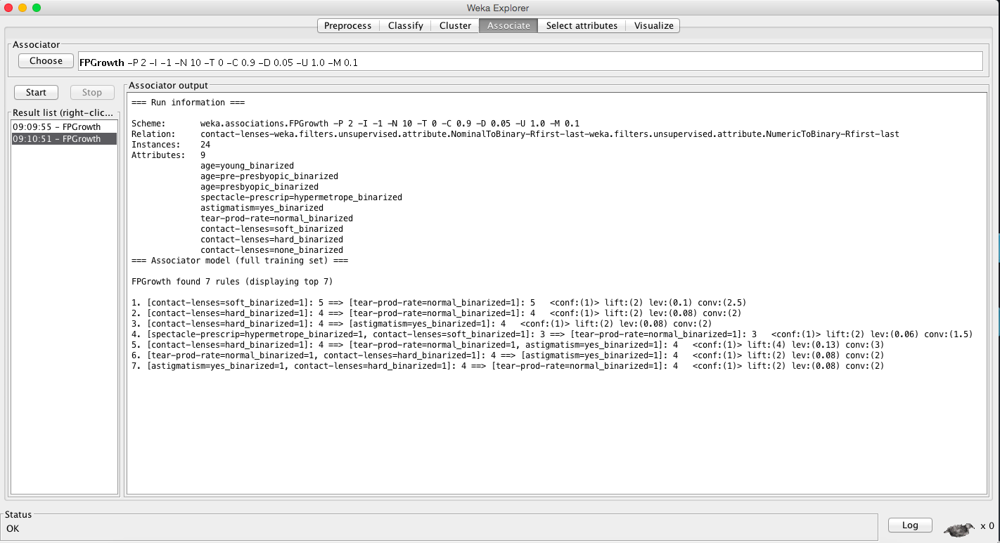 Weka Explorer
Preprocess Classify Cluster Associate Select attributes Visualize
Associator
Choose FPGrowth -P 2 -I -1 -N 10 -T 0 -C 0.9 -D 0.05 -U 1.0 -M 0.1
Start Stop
Result list (right-clic...
09:09:55 - FPGrowth
09:10:51 - FPGrowth
Associator output
=== Run information ===
Scheme: weka.associations.FPGrowth -P 2 -I -1 -N 10 -T 0 -C 0.9 -D 0.05 -U 1.0 -M 0.1
Relation: contact-lenses-weka.filters.unsupervised.attribute.NominalToBinary-Rfirst-last-weka.filters.unsupervised.attribute.NumericToBinary-Rfirst-last
Instances: 24
Attributes: 9
age=young_binarized
age=pre-presbyopic_binarized
age=presbyopic_binarized
spectacle-prescrip=hypermetrope_binarized
astigmatism=yes_binarized
tear-prod-rate=normal_binarized
contact-lenses=soft_binarized
contact-lenses=hard_binarized
contact-lenses=none_binarized
=== Associator model (full training set) ===
FPGrowth found 7 rules (displaying top 7)
1. [contact-lenses=soft_binarized=1]: 5 ==> [tear-prod-rate=normal_binarized=1]: 5 <conf:(1)> lift:(2) lev:(0.1) conv:(2.5)
2. [contact-lenses=hard_binarized=1]: 4 ==> [tear-prod-rate=normal_binarized=1]: 4 <conf:(1)> lift:(2) lev:(0.08) conv:(2)
3. [contact-lenses=hard_binarized=1]: 4 ==> [astigmatism=yes_binarized=1]: 4 <conf:(1)> lift:(2) lev:(0.08) conv:(2)
4. [spectacle-prescrip=hypermetrope_binarized=1, contact-lenses=soft_binarized=1]: 3 ==> [tear-prod-rate=normal_binarized=1]: 3 <conf:(1)> lift:(2) lev:(0.06) conv:(1.5)
5. [contact-lenses=hard_binarized=1]: 4 ==> [tear-prod-rate=normal_binarized=1, astigmatism=yes_binarized=1]: 4 <conf:(1)> lift:(4) lev:(0.13) conv:(3)
6. [tear-prod-rate=normal_binarized=1, contact-lenses=hard_binarized=1]: 4 ==> [astigmatism=yes_binarized=1]: 4 <conf:(1)> lift:(2) lev:(0.08) conv:(2)
7. [astigmatism=yes_binarized=1, contact-lenses=hard_binarized=1]: 4 ==> [tear-prod-rate=normal_binarized=1]: 4 <conf:(1)> lift:(2) lev:(0.08) conv:(2)
Status
OK
Log x 0